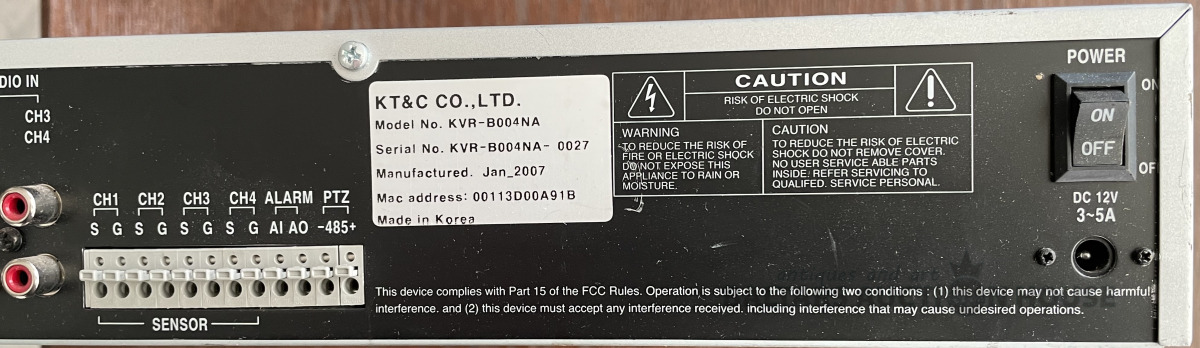 DIO IN
CH3
CH4
CH1 CH2 CH3 CH4 ALARM PTZ
S G S G S G S G AI AO -485+
SENSOR
KT&C CO.,LTD.
Model No. KVR-B004NA
Serial No. KVR-B004NA- 0027
Manufactured. Jan_2007
Mac address: 00113D00A91B
Made in Korea
CAUTION
RISK OF ELECTRIC SHOCK
DO NOT OPEN
WARNING
TO REDUCE THE RISK OF
FIRE OR ELECTRIC SHOCK
DO NOT EXPOSE THIS
APPLIANCE TO RAIN OR
MOISTURE.
CAUTION
TO REDUCE THE RISK OF ELECTRIC
SHOCK DO NOT REMOVE COVER.
NO USER SERVICE ABLE PARTS
INSIDE. REFER SERVICING TO
QUALIFED. SERVICE PERSONAL.
POWER
ON
ON
OFF
OF
DC 12V
3~5A
antiques and art
This device complies with Part 15 of the FCC Rules. Operation is subject to the following two conditions : (1) this device may not cause harmful
interference. and (2) this device must accept any interference received. including interference that may cause undesired operations.